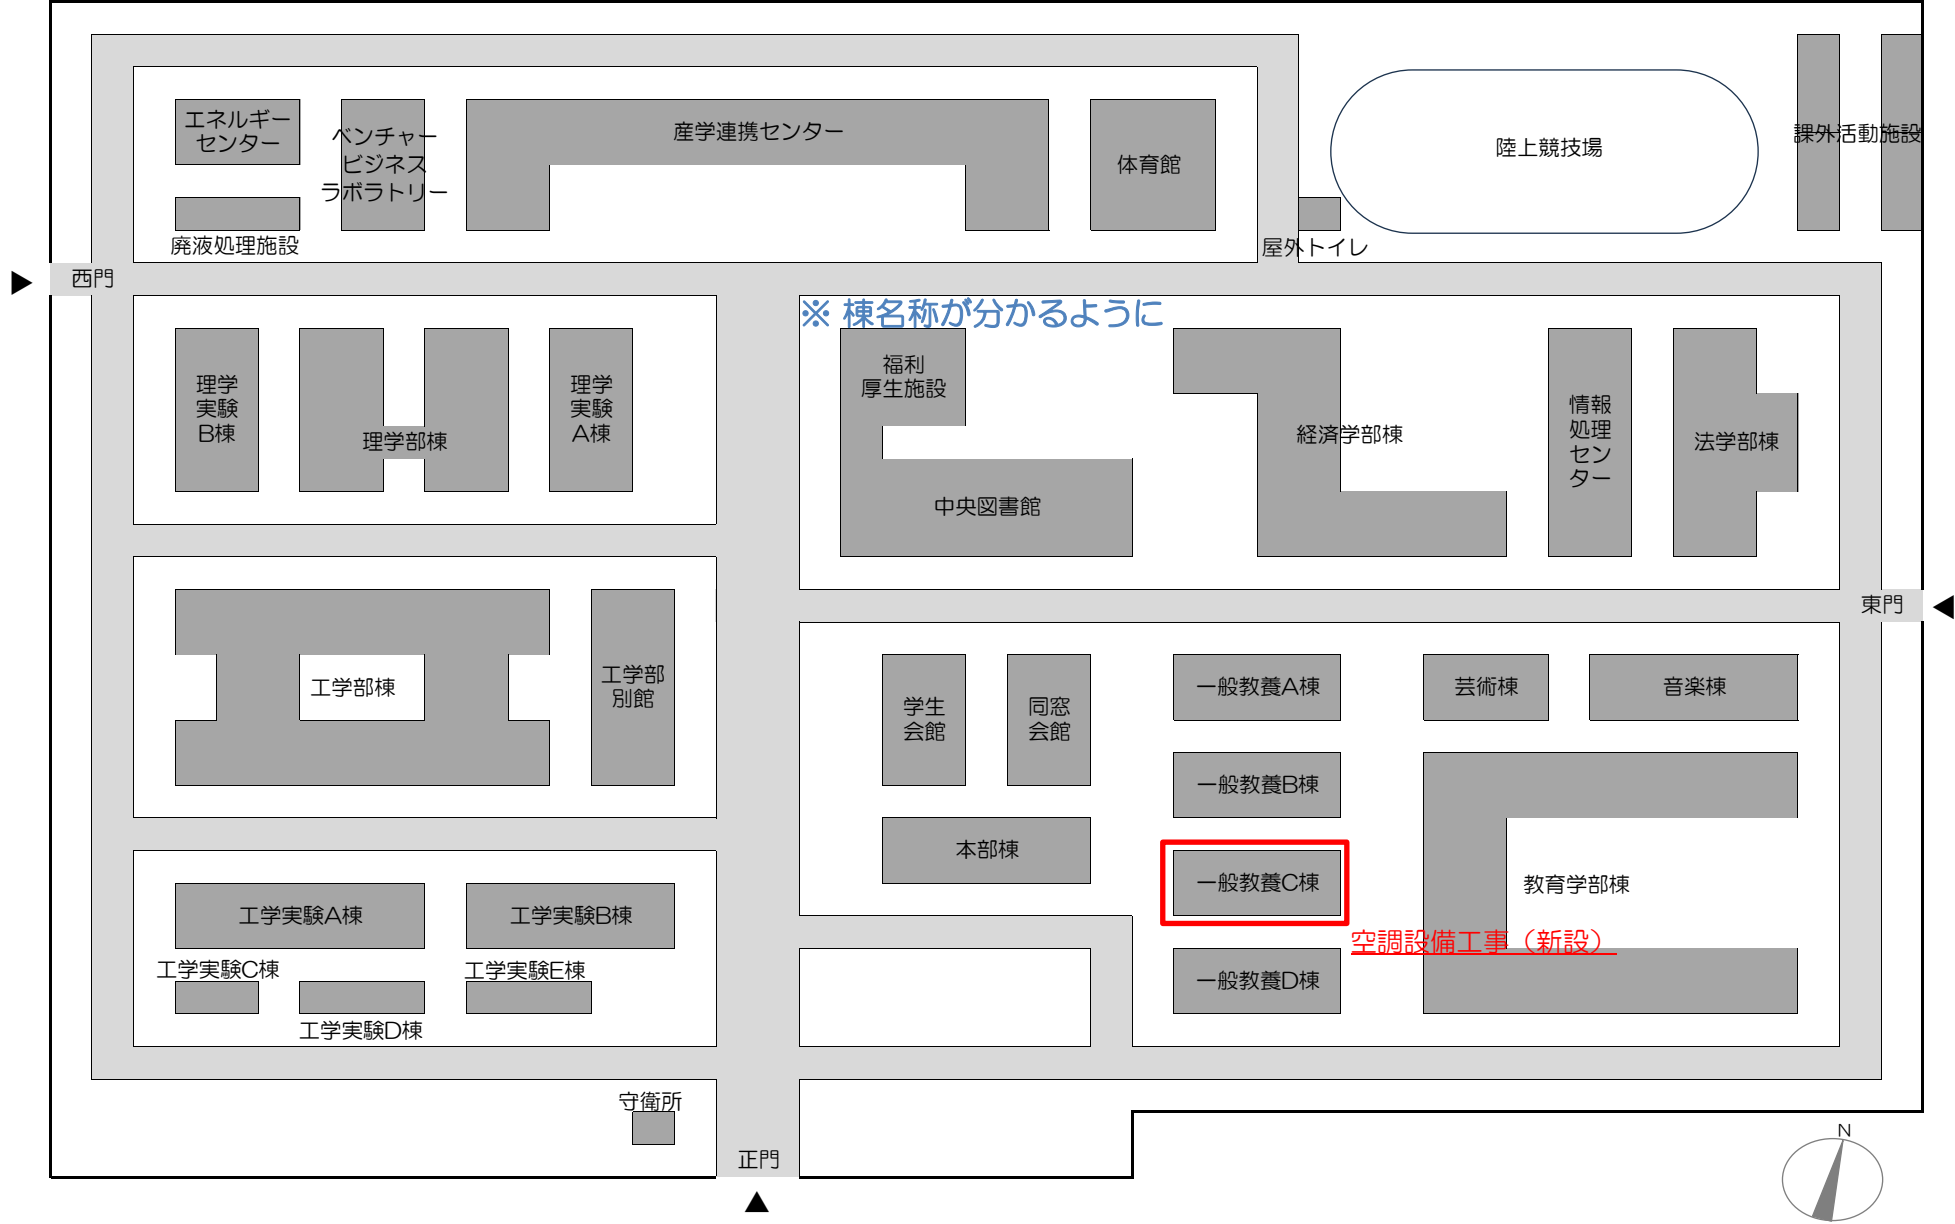 エネルギー
センター
ベンチャー
ビジネス
ラボラトリー
産学連携センター
体育館
陸上競技場
課外活動施設
廃液処理施設
屋外トイレ
西門
※ 棟名称が分かるように
理学
実験
B棟
理学部棟
理学
実験
A棟
福利
厚生施設
中央図書館
経済学部棟
情報
処理
セン
ター
法学部棟
東門
工学部棟
工学部
別館
学生
会館
同窓
会館
一般教養A棟
芸術棟
音楽棟
一般教養B棟
本部棟
一般教養C棟
教育学部棟
空調設備工事（新設）
工学実験A棟
工学実験B棟
工学実験C棟
工学実験E棟
一般教養D棟
工学実験D棟
守衛所
正門
N